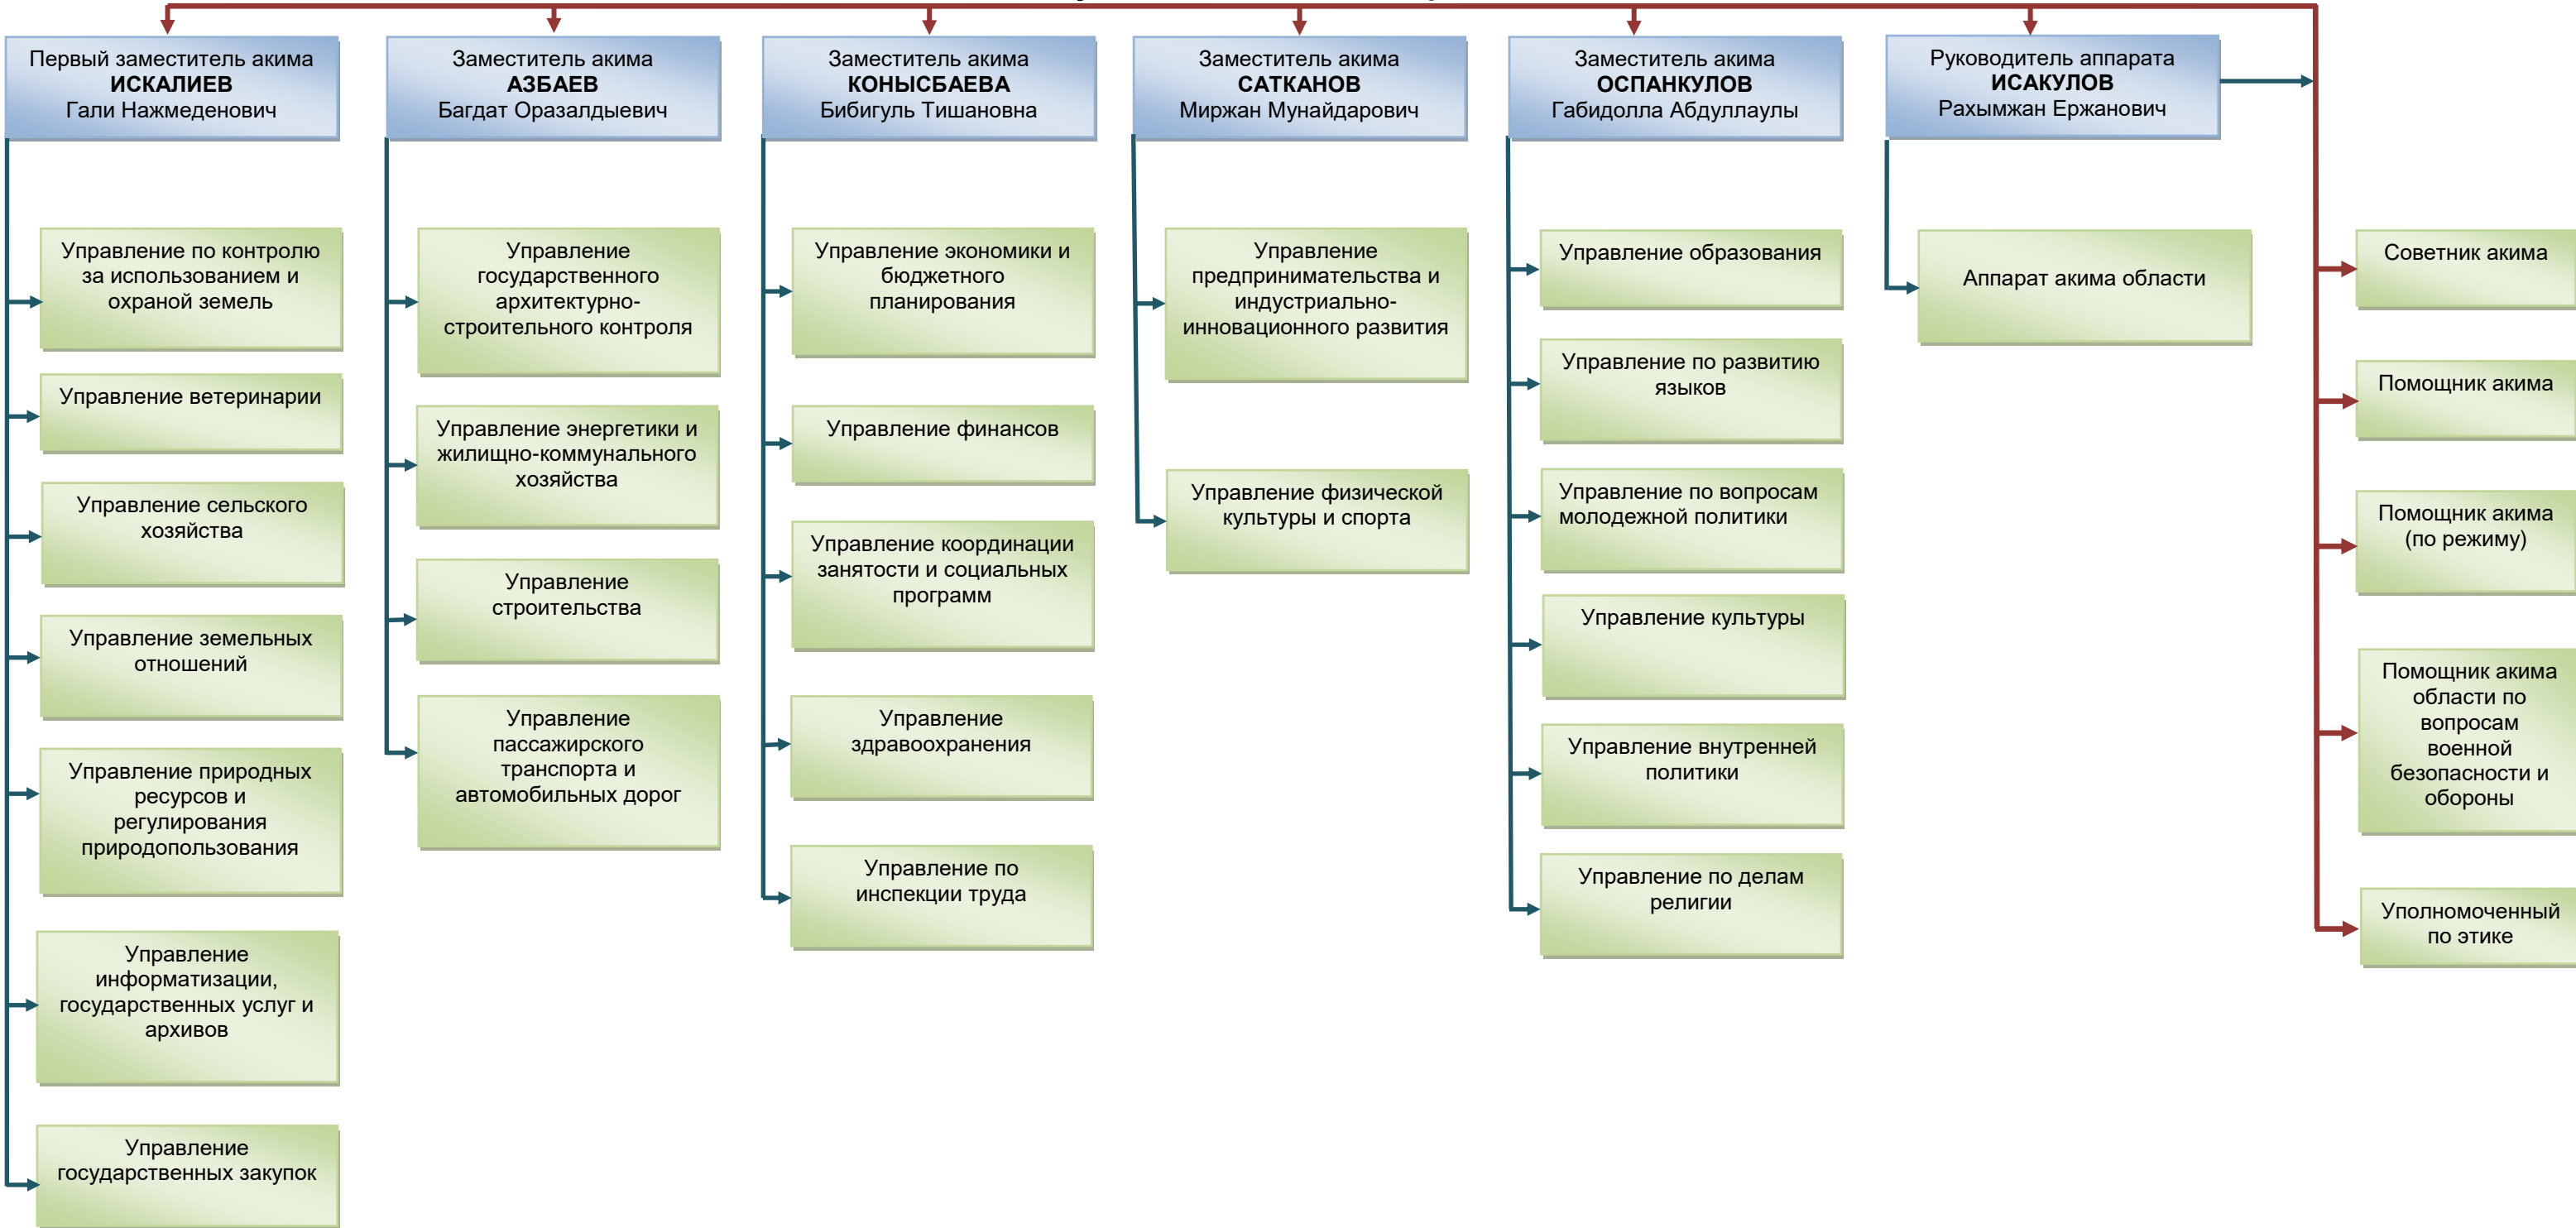 Первый заместитель акима
ИСКАЛИЕВ
Гали Нажмеденович
Заместитель акима
АЗБАЕВ
Багдат Оразалдыевич
Заместитель акима
КОНЫСБАЕВА
Бибигуль Тишановна
Заместитель акима
САТКАНОВ
Миржан Мунайдарович
Заместитель акима
ОСПАНКУЛОВ
Габидолла Абдуллаулы
Руководитель аппарата
ИСАКУЛОВ
Рахымжан Ержанович
Управление по контролю
за использованием и
охраной земель
Управление ветеринарии
Управление сельского
хозяйства
Управление земельных
отношений
Управление природных
ресурсов и
регулирования
природопользования
Управление
информатизации,
государственных услуг и
архивов
Управление
государственных закупок
Управление
государственного
архитектурно-
строительного контроля
Управление энергетики и
жилищно-коммунального
хозяйства
Управление
строительства
Управление
пассажирского
транспорта и
автомобильных дорог
Управление экономики и
бюджетного
планирования
Управление финансов
Управление координации
занятости и социальных
программ
Управление
здравоохранения
Управление по
инспекции труда
Управление
предпринимательства и
индустриально-
инновационного развития
Управление физической
культуры и спорта
Управление образования
Управление по развитию
языков
Управление по вопросам
молодежной политики
Управление культуры
Управление внутренней
политики
Управление по делам
религии
Аппарат акима области
Советник акима
Помощник акима
Помощник акима
(по режиму)
Помощник акима
области по
вопросам
военной
безопасности и
обороны
Уполномоченный
по этике